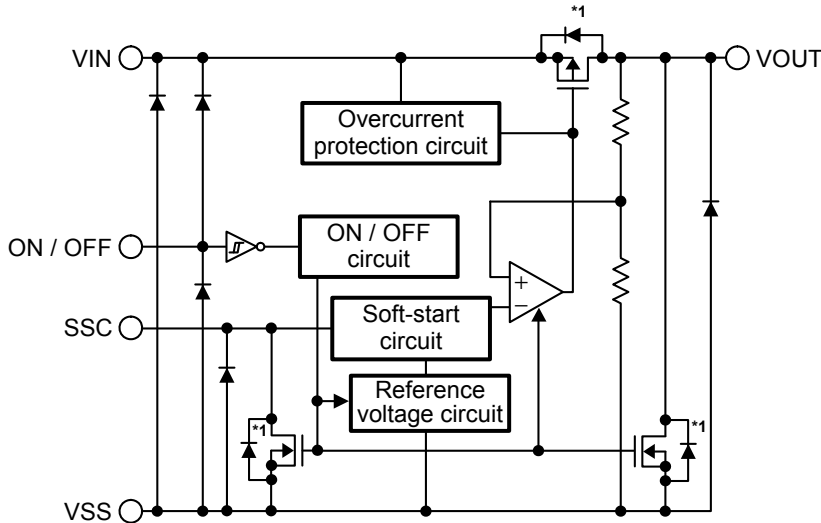 *1
VIN
VOUT
Overcurrent
protection circuit
ON / OFF
ON / OFF
circuit
+
−
SSC
Soft-start
circuit
Reference
voltage circuit
*1
*1
VSS